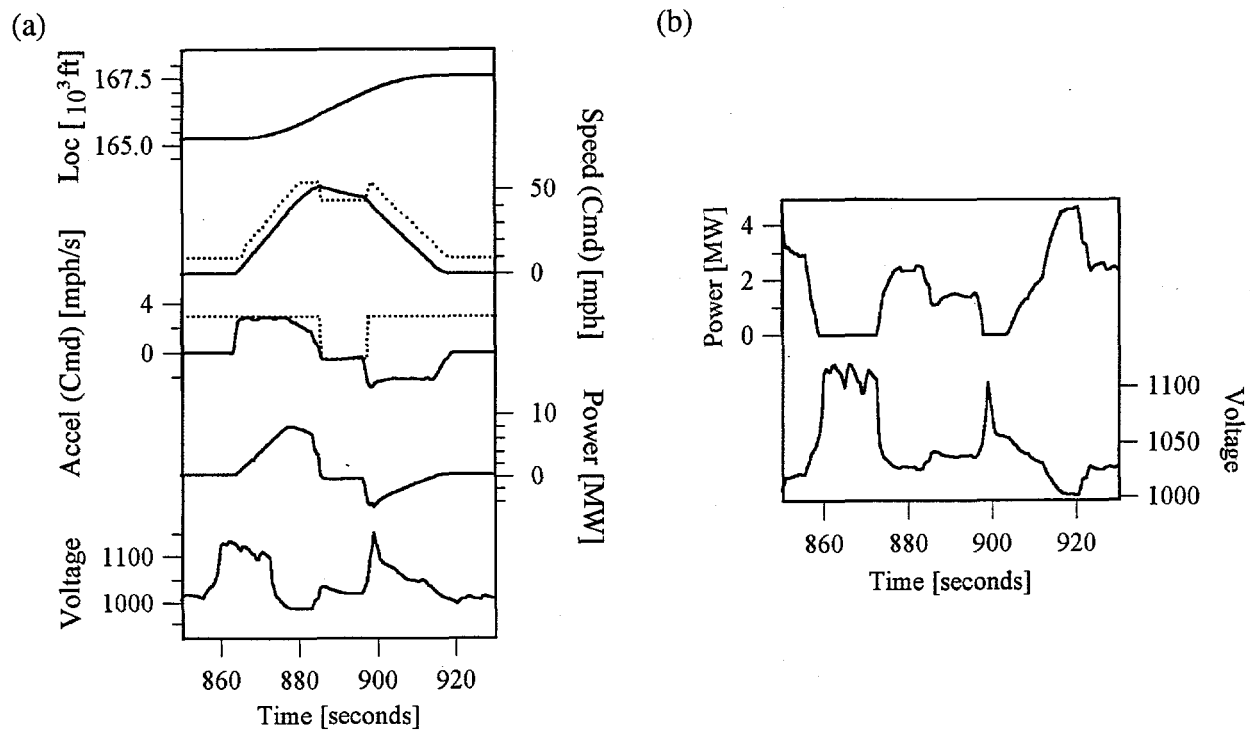 (a)
Loc [10³ft]
167.5
165.0
Speed (Cmd) [mph]
50
0
Accel (Cmd) [mph/s]
4
0
Power [MW]
10
0
Voltage
1100
1000
860 880 900 920
Time [seconds]
(b)
Power [MW]
4
2
0
Voltage
1100
1050
1000
860 880 900 920
Time [seconds]